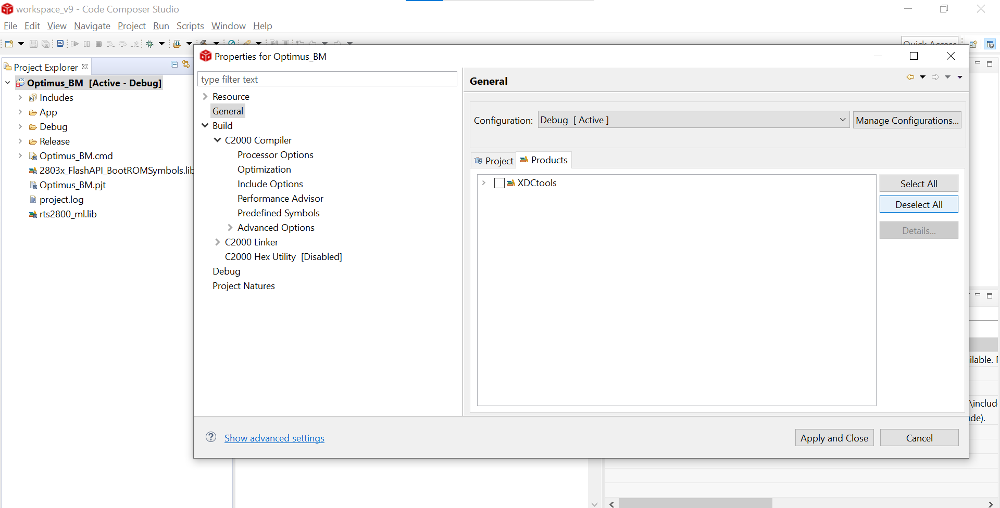 workspace_v9 - Code Composer Studio
File Edit View Navigate Project Run Scripts Window Help
Quick Access
Project Explorer
Optimus_BM [Active - Debug]
Includes
App
Debug
Release
Optimus_BM.cmd
2803x_FlashAPI_BootROMSymbols.lib
Optimus_BM.pjt
project.log
rts2800_ml.lib
Properties for Optimus_BM
type filter text
Resource
General
Build
C2000 Compiler
Processor Options
Optimization
Include Options
Performance Advisor
Predefined Symbols
Advanced Options
C2000 Linker
C2000 Hex Utility [Disabled]
Debug
Project Natures
General
Configuration: Debug [ Active ] Manage Configurations...
Project Products
XDCtools
Select All
Deselect All
Details...
Show advanced settings
Apply and Close Cancel
ilable.
\includ
de).